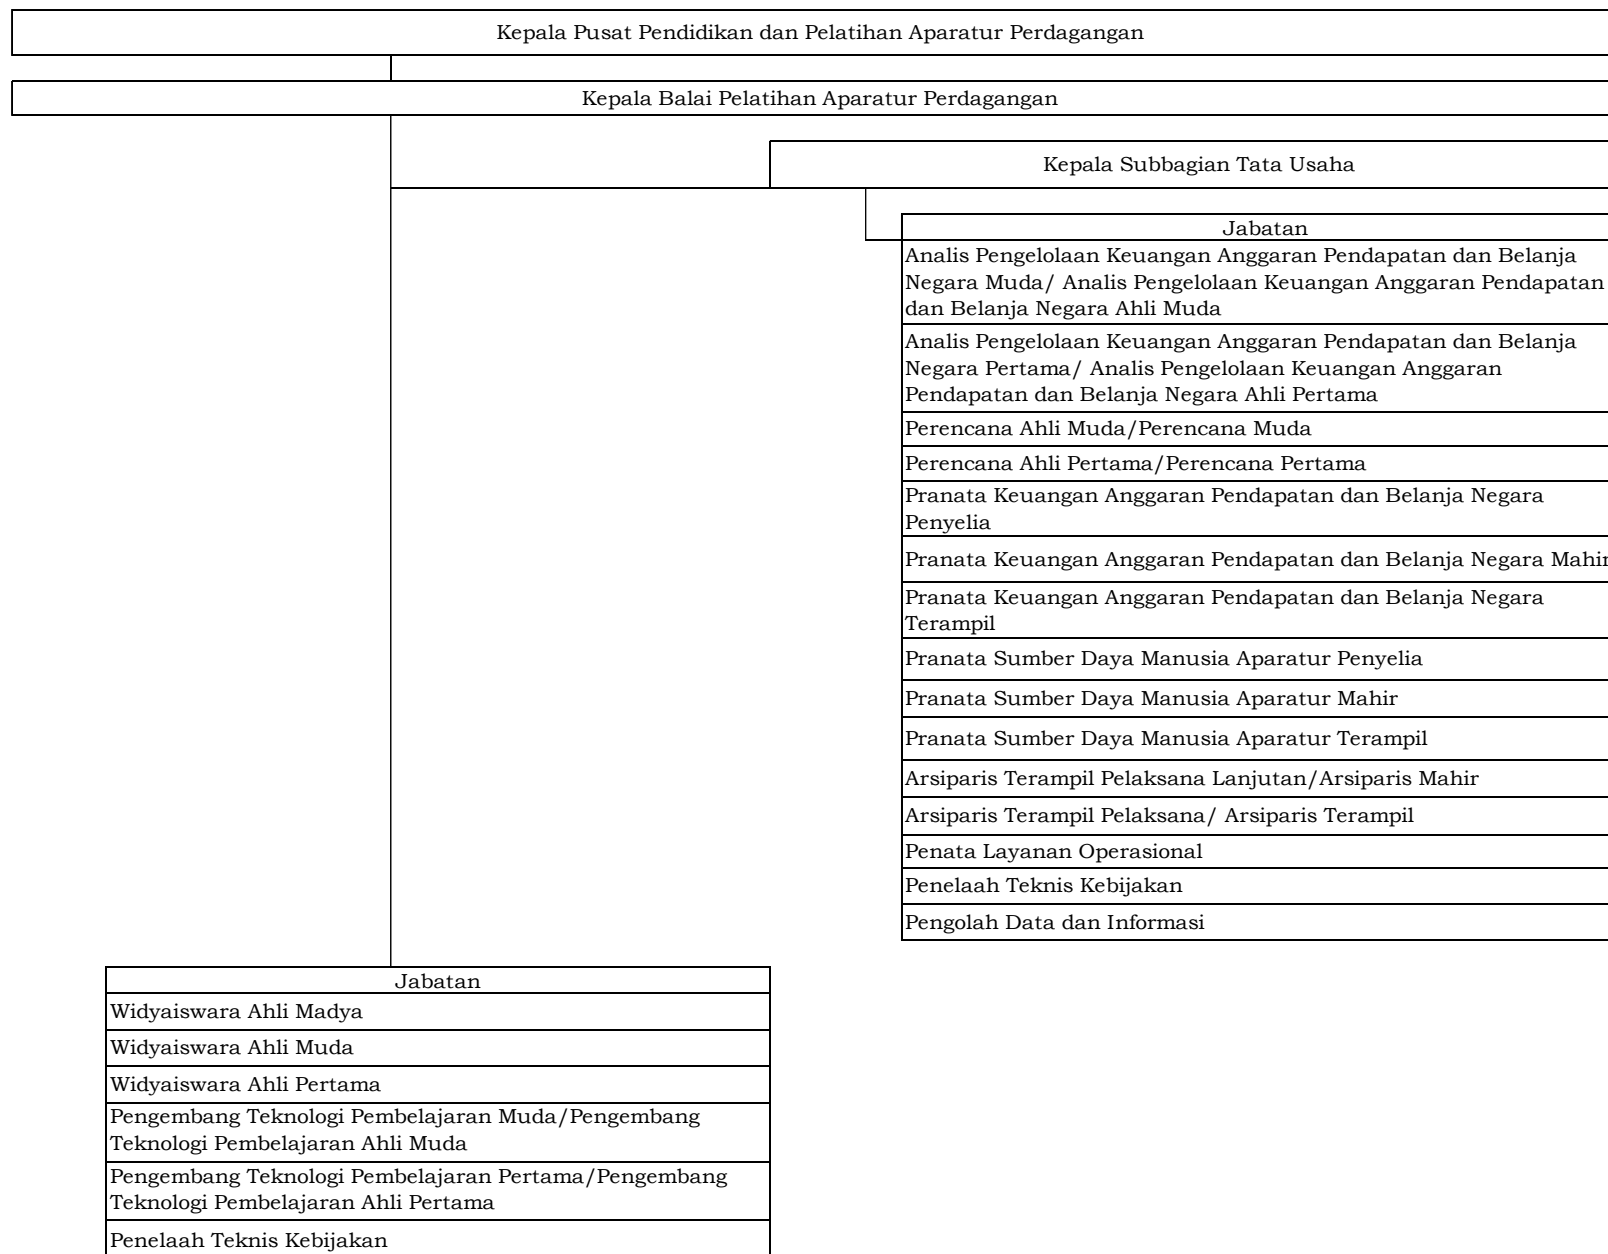 Kepala Pusat Pendidikan dan Pelatihan Aparatur Perdagangan
Kepala Balai Pelatihan Aparatur Perdagangan
Kepala Subbagian Tata Usaha
Jabatan
Analis Pengelolaan Keuangan Anggaran Pendapatan dan Belanja
Negara Muda/ Analis Pengelolaan Keuangan Anggaran Pendapatan
dan Belanja Negara Ahli Muda
Analis Pengelolaan Keuangan Anggaran Pendapatan dan Belanja
Negara Pertama/ Analis Pengelolaan Keuangan Anggaran
Pendapatan dan Belanja Negara Ahli Pertama
Perencana Ahli Muda/Perencana Muda
Perencana Ahli Pertama/Perencana Pertama
Pranata Keuangan Anggaran Pendapatan dan Belanja Negara
Penyelia
Pranata Keuangan Anggaran Pendapatan dan Belanja Negara Mahir
Pranata Keuangan Anggaran Pendapatan dan Belanja Negara
Terampil
Pranata Sumber Daya Manusia Aparatur Penyelia
Pranata Sumber Daya Manusia Aparatur Mahir
Pranata Sumber Daya Manusia Aparatur Terampil
Arsiparis Terampil Pelaksana Lanjutan/Arsiparis Mahir
Arsiparis Terampil Pelaksana/ Arsiparis Terampil
Penata Layanan Operasional
Penelaah Teknis Kebijakan
Pengolah Data dan Informasi
Jabatan
Widyaiswara Ahli Madya
Widyaiswara Ahli Muda
Widyaiswara Ahli Pertama
Pengembang Teknologi Pembelajaran Muda/Pengembang
Teknologi Pembelajaran Ahli Muda
Pengembang Teknologi Pembelajaran Pertama/Pengembang
Teknologi Pembelajaran Ahli Pertama
Penelaah Teknis Kebijakan